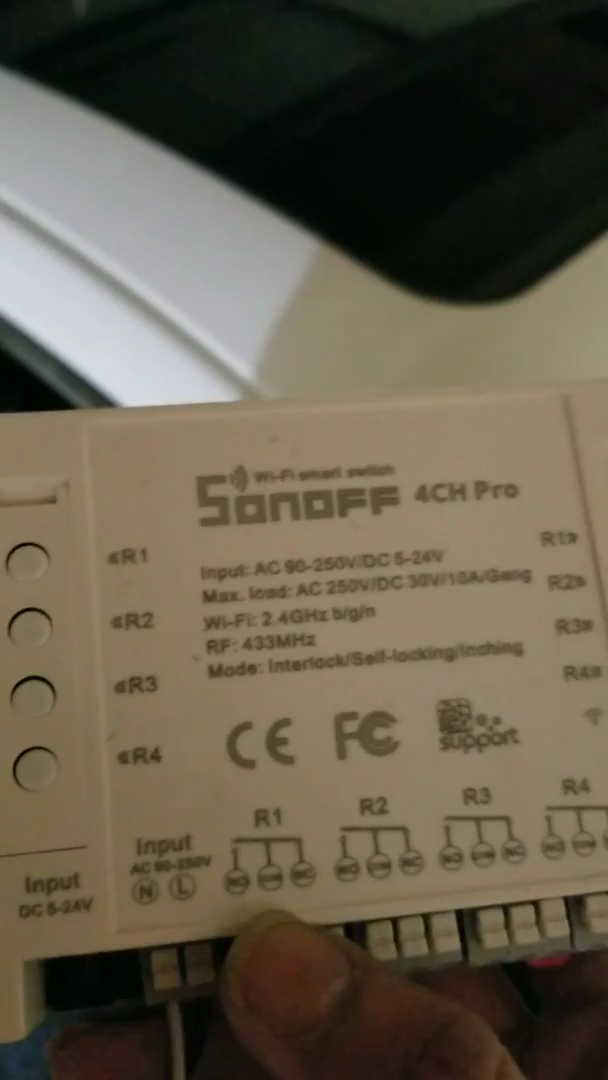 Wi-Fi smart switch
SONOFF 4CH Pro
Input: AC 90-250V/DC 5-24V
Max. load: AC 250V/DC 30V/10A/Gang
Wi-Fi: 2.4GHz b/g/n
RF: 433MHz
Mode: Interlock/Self-locking/Inching
R1
R2
R3
R4
R1
R2
R3
R4
CE FC
support
Input
AC 90-250V
N L
R1 R2 R3 R4
NO COM NC NO COM NC NO COM NC NO
Input
DC 5-24V